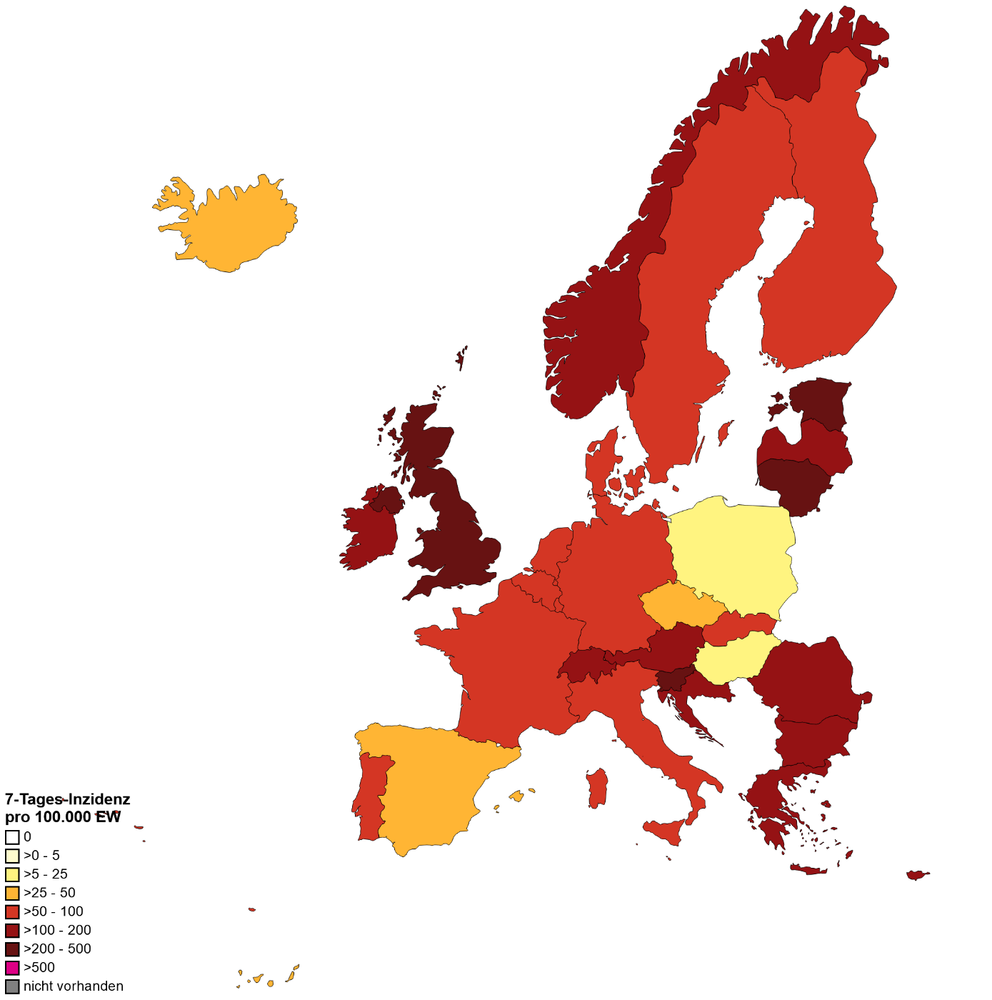 7-Tages-Inzidenz
pro 100.000 EW
0
>0 - 5
>5 - 25
>25 - 50
>50 - 100
>100 - 200
>200 - 500
>500
nicht vorhanden